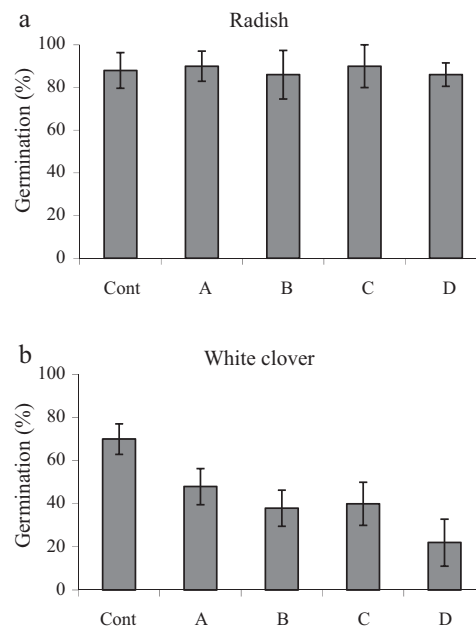 a
Radish
Germination (%)
100
80
60
40
20
0
Cont A B C D
b
White clover
Germination (%)
100
80
60
40
20
0
Cont A B C D